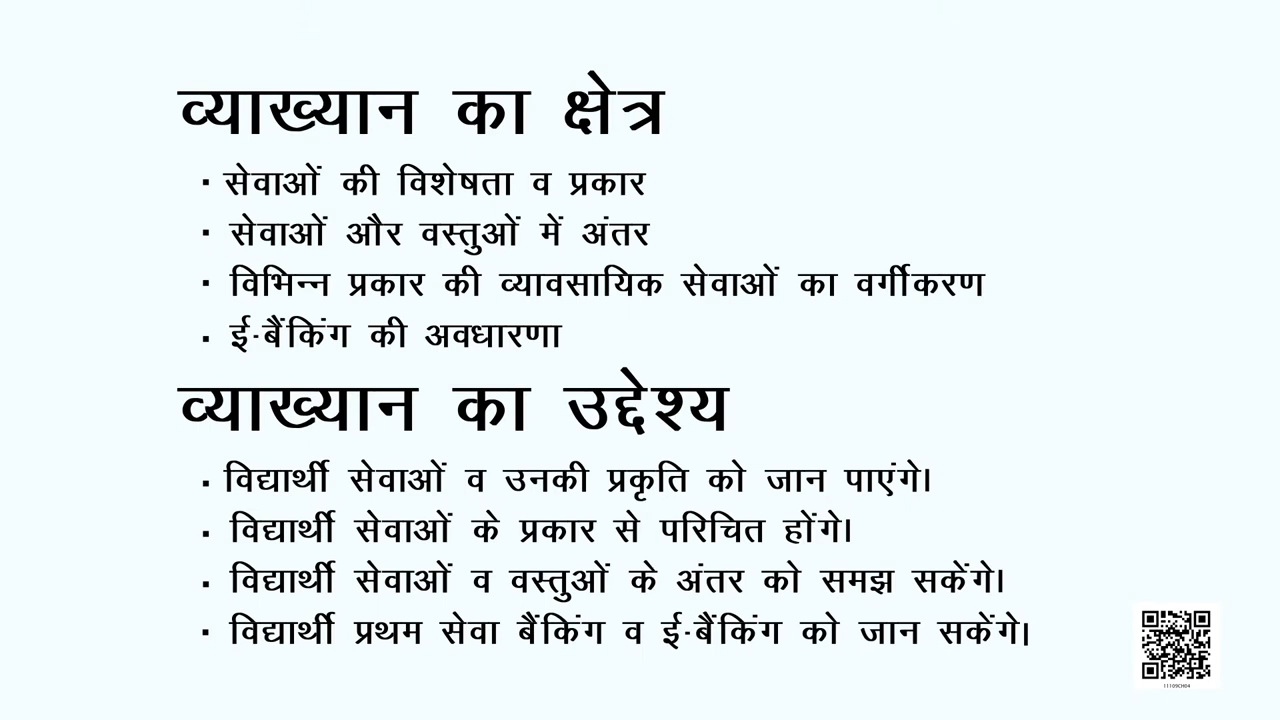 व्याख्यान का क्षेत्र
· सेवाओं की विशेषता व प्रकार
· सेवाओं और वस्तुओं में अंतर
· विभिन्न प्रकार की व्यावसायिक सेवाओं का वर्गीकरण
· ई-बैंकिंग की अवधारणा
व्याख्यान का उद्देश्य
· विद्यार्थी सेवाओं व उनकी प्रकृति को जान पाएंगे।
· विद्यार्थी सेवाओं के प्रकार से परिचित होंगे।
· विद्यार्थी सेवाओं व वस्तुओं के अंतर को समझ सकेंगे।
· विद्यार्थी प्रथम सेवा बैंकिंग व ई-बैंकिंग को जान सकेंगे।
11109CH04